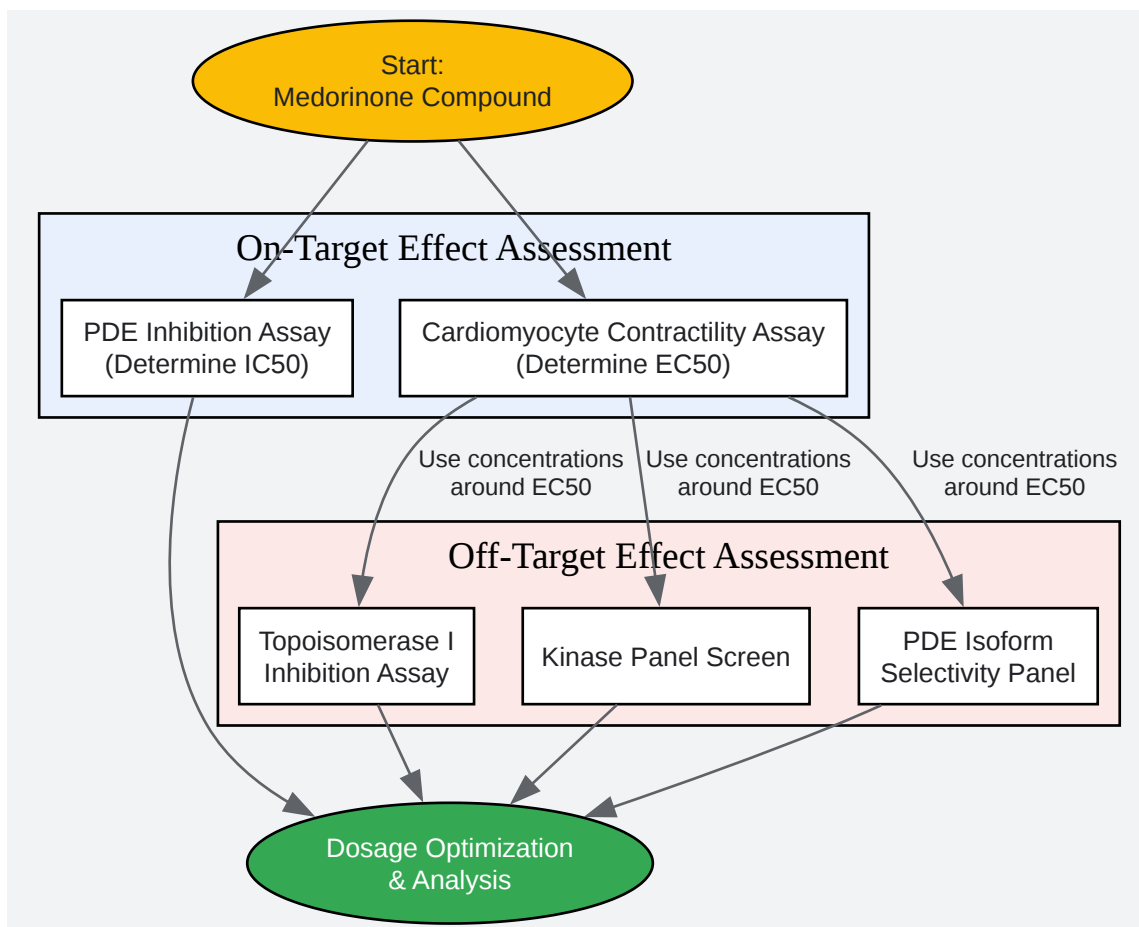 Start:
Medorinone Compound
On-Target Effect Assessment
PDE Inhibition Assay
(Determine IC50)
Cardiomyocyte Contractility Assay
(Determine EC50)
Use concentrations
around EC50
Use concentrations
around EC50
Use concentrations
around EC50
Off-Target Effect Assessment
Topoisomerase I
Inhibition Assay
Kinase Panel Screen
PDE Isoform
Selectivity Panel
Dosage Optimization
& Analysis